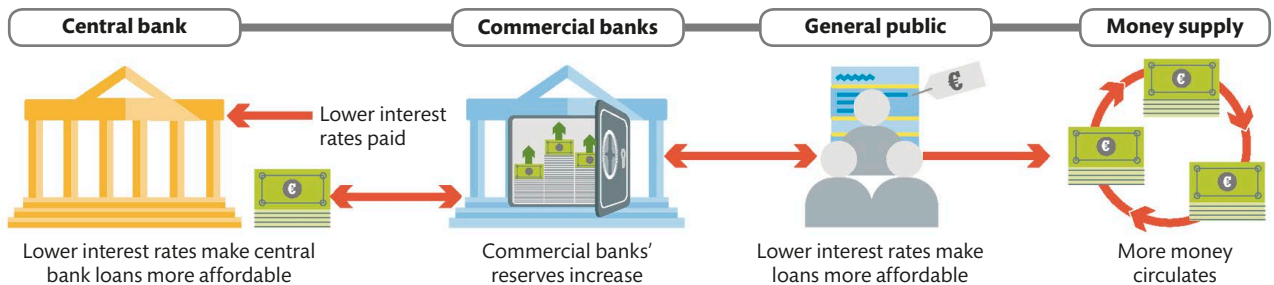 Central bank
Commercial banks
General public
Money supply
Lower interest
rates paid
€
€
€
€
€
Lower interest rates make central
bank loans more affordable
Commercial banks’
reserves increase
Lower interest rates make
loans more affordable
More money
circulates